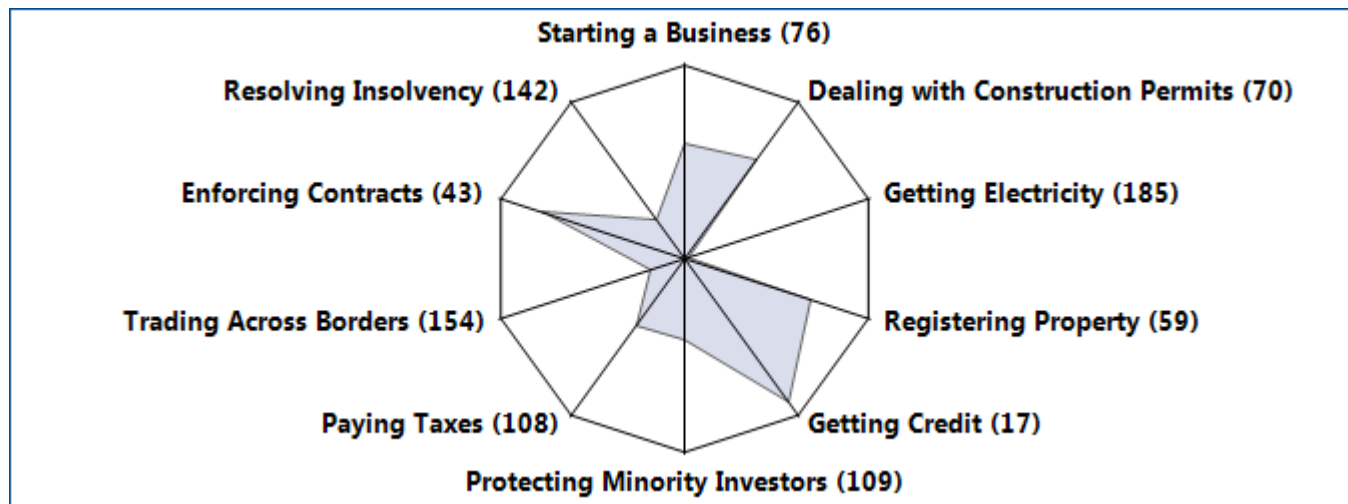 Starting a Business (76)
Resolving Insolvency (142)
Dealing with Construction Permits (70)
Enforcing Contracts (43)
Getting Electricity (185)
Trading Across Borders (154)
Registering Property (59)
Paying Taxes (108)
Getting Credit (17)
Protecting Minority Investors (109)